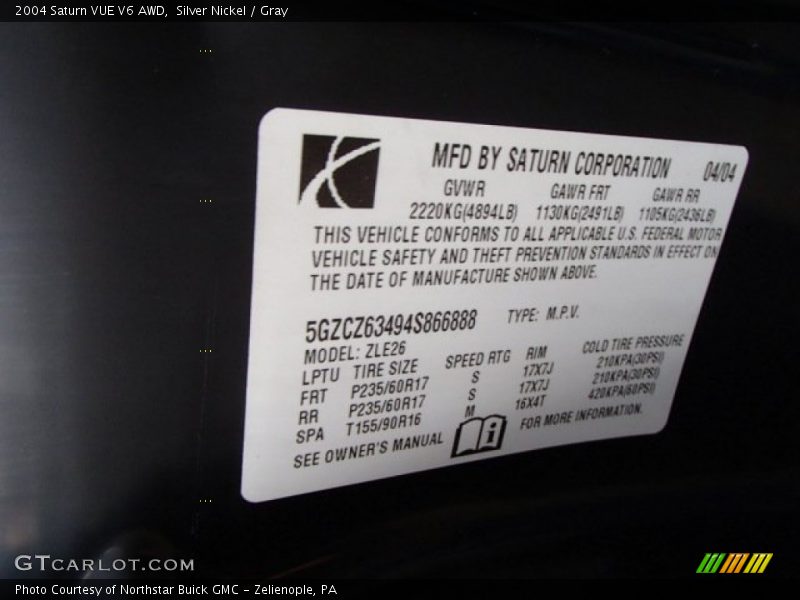 2004 Saturn VUE V6 AWD, Silver Nickel / Gray
MFD BY SATURN CORPORATION 04/04
GVWR GAWR FRT GAWR RR
2220KG(4894LB) 1130KG(2491LB) 1105KG(2436LB)
THIS VEHICLE CONFORMS TO ALL APPLICABLE U.S. FEDERAL MOTOR
VEHICLE SAFETY AND THEFT PREVENTION STANDARDS IN EFFECT ON
THE DATE OF MANUFACTURE SHOWN ABOVE.
5GZCZ63494S866888 TYPE: M.P.V.
MODEL: ZLE26
LPTU TIRE SIZE SPEED RTG RIM COLD TIRE PRESSURE
FRT P235/60R17 S 17X7J 210KPA(30PSI)
RR P235/60R17 S 17X7J 210KPA(30PSI)
SPA T155/90R16 M 16X4T 420KPA(60PSI)
SEE OWNER'S MANUAL i FOR MORE INFORMATION.
GTCARLOT.COM
Photo Courtesy of Northstar Buick GMC - Zelienople, PA